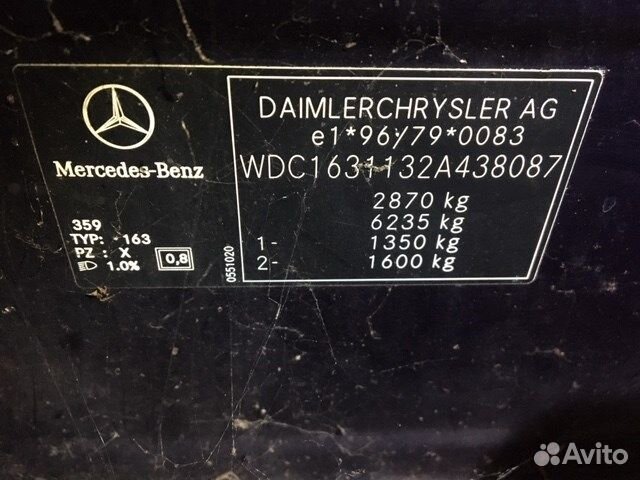 Mercedes-Benz
359
TYP: 163
PZ : X
1.0%
0,8
0551020
DAIMLERCHRYSLER AG
e1*96/79*0083
WDC1631132A438087
2870 kg
6235 kg
1- 1350 kg
2- 1600 kg
Avito